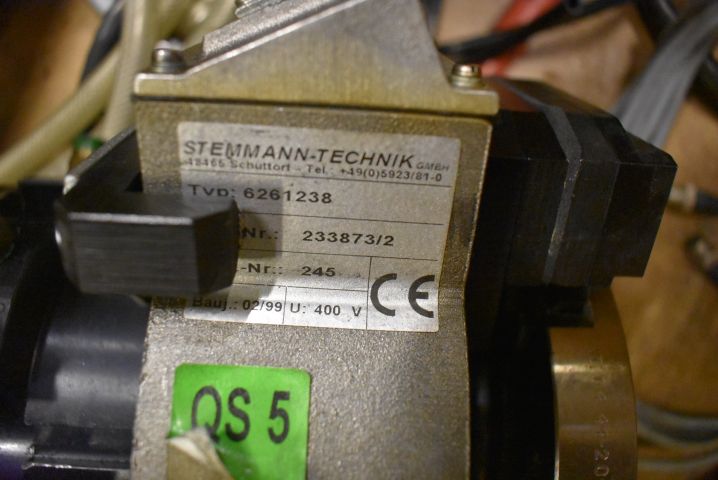 STEMMANN-TECHNIK GMBH
48465 Schüttorf - Tel.: +49(0)5923/81-0
Typ: 6261238
Nr.: 233873/2
-Nr.: 245
Bauj.: 02/99 U: 400 V
CE
QS 5